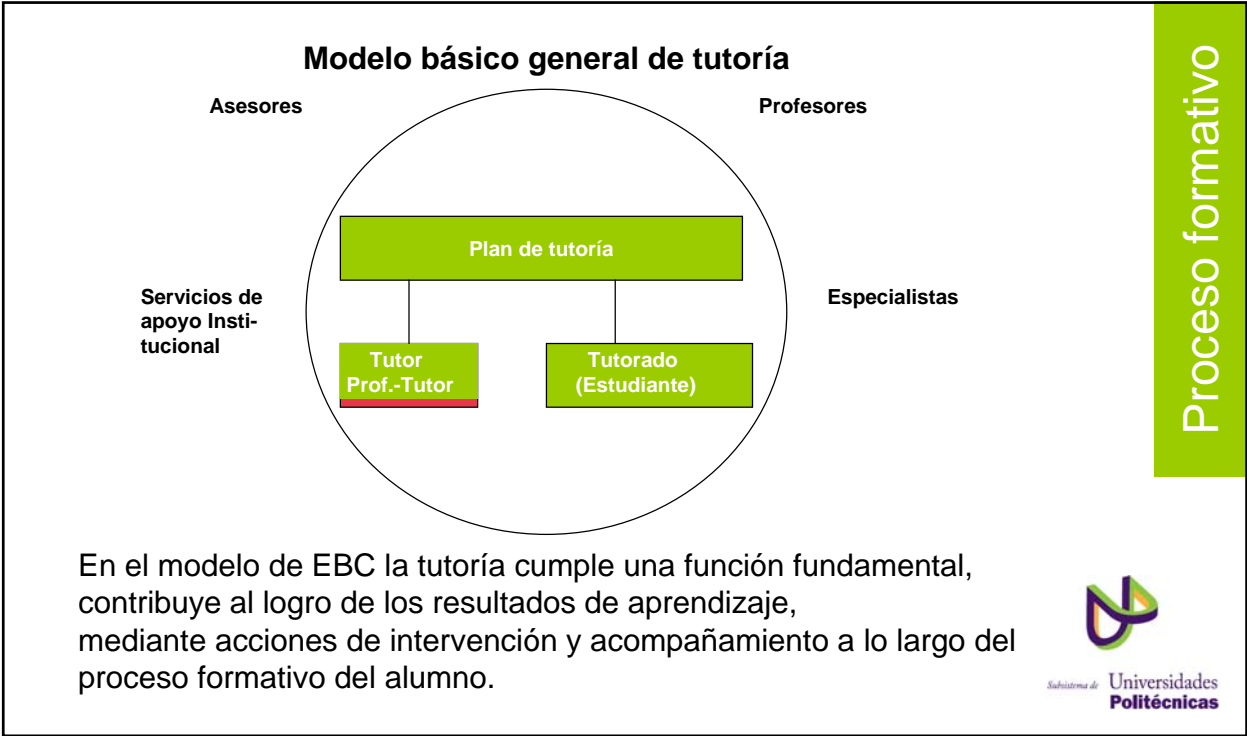 Modelo básico general de tutoría
Asesores
Profesores
Plan de tutoría
Servicios de
apoyo Insti-
tucional
Especialistas
Tutor
Prof.-Tutor
Tutorado
(Estudiante)
En el modelo de EBC la tutoría cumple una función fundamental,
contribuye al logro de los resultados de aprendizaje,
mediante acciones de intervención y acompañamiento a lo largo del
proceso formativo del alumno.
Proceso formativo
Subsistema de Universidades
Politécnicas